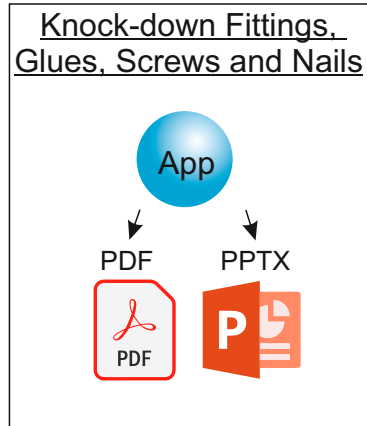 Knock-down Fittings,
Glues, Screws and Nails
App
PDF PPTX
PDF P